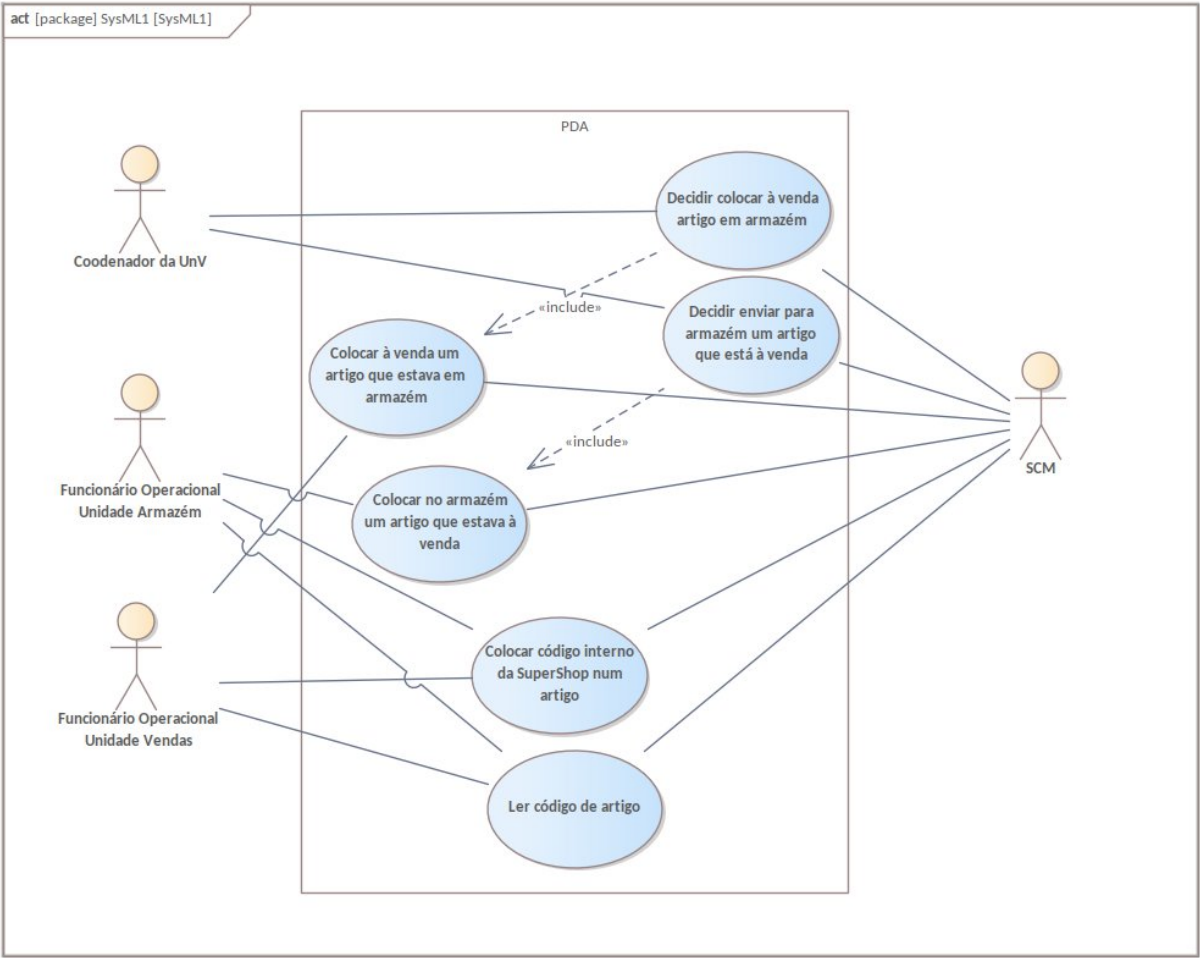 act [package] SysML1 [SysML1]
PDA
Decidir colocar à venda
artigo em armazém
Coodenador da UnV
«include»
Decidir enviar para
armazém um artigo
que está à venda
Colocar à venda um
artigo que estava em
armazém
«include»
SCM
Funcionário Operacional
Unidade Armazém
Colocar no armazém
um artigo que estava à
venda
Colocar código interno
da SuperShop num
artigo
Funcionário Operacional
Unidade Vendas
Ler código de artigo